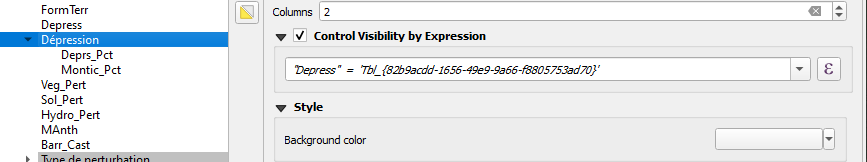 FormTerr
Depress
Dépression
Deprs_Pct
Montic_Pct
Veg_Pert
Sol_Pert
Hydro_Pert
MAnth
Barr_Cast
Type de perturbation
Columns 2
Control Visibility by Expression
"Depress" = 'Tbl_{82b9acdd-1656-49e9-9a66-f8805753ad70}'
ε
Style
Background color